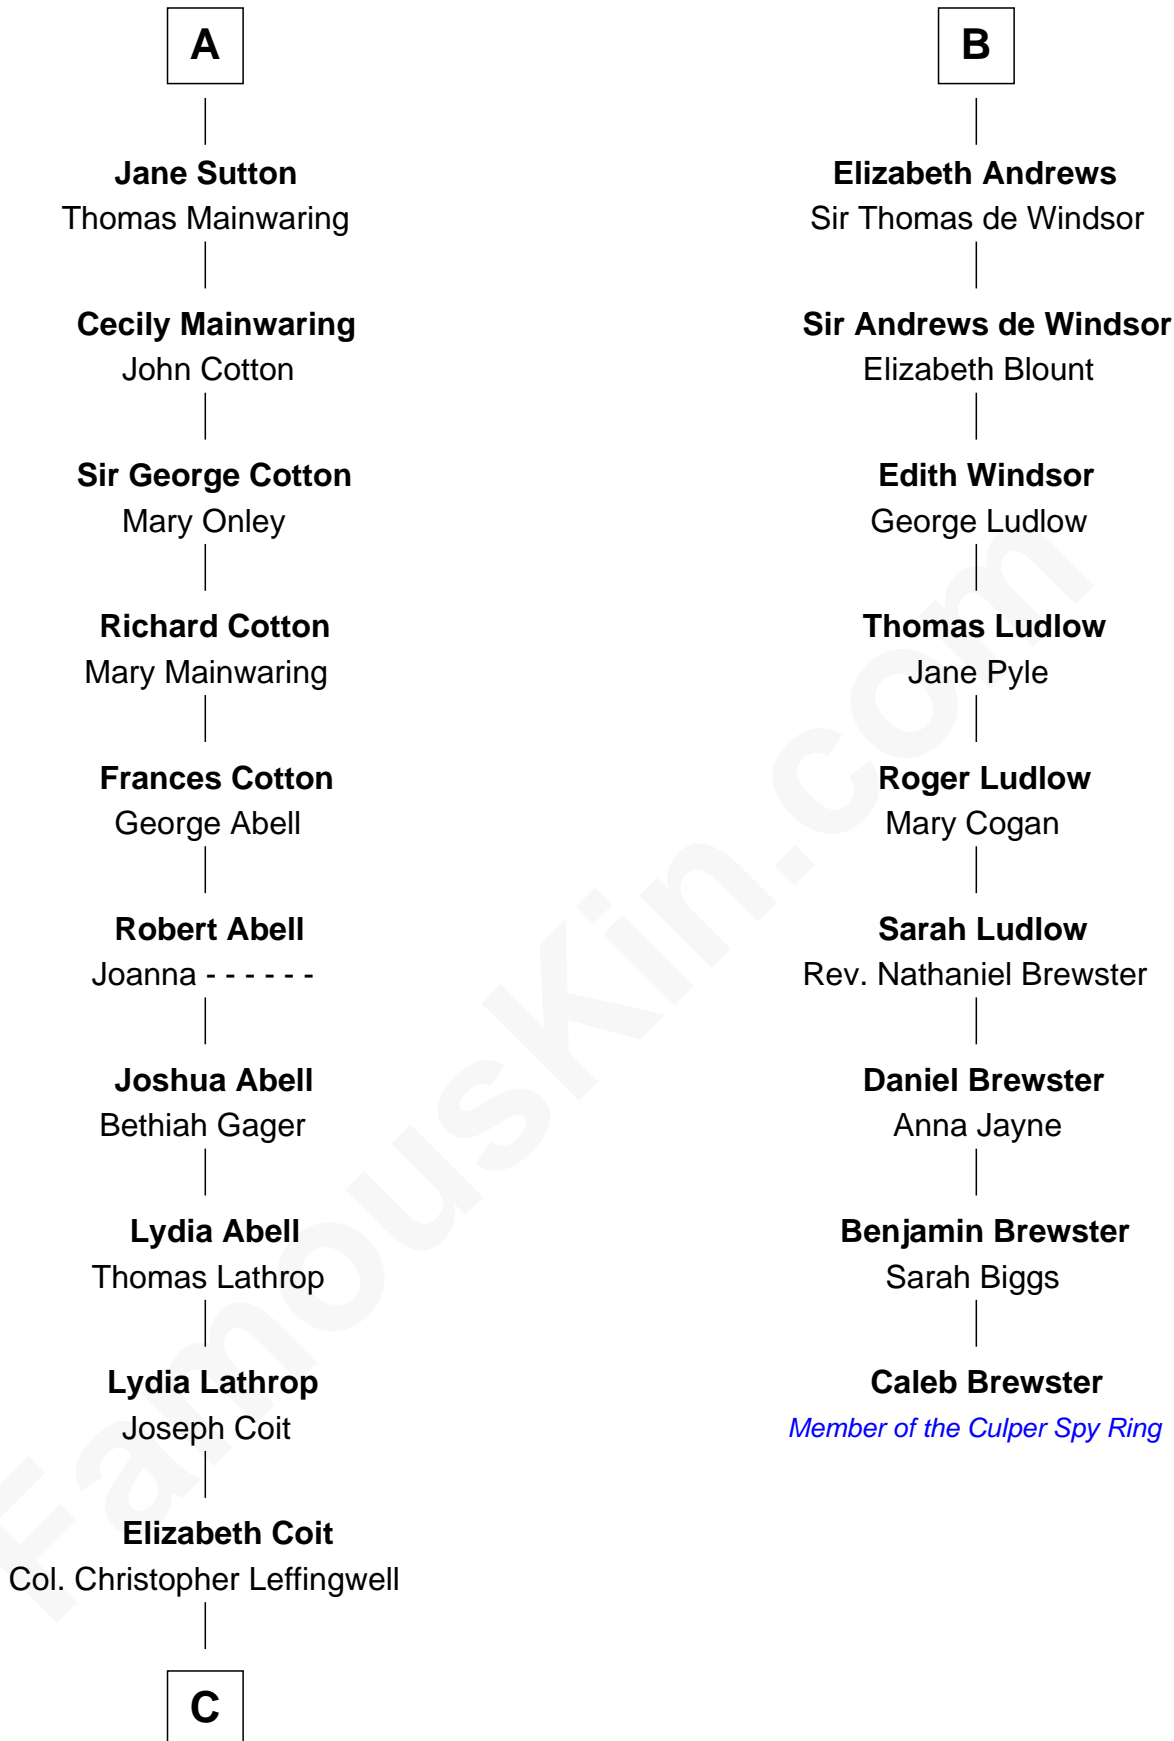 A
Jane Sutton
Thomas Mainwaring
Cecily Mainwaring
John Cotton
Sir George Cotton
Mary Onley
Richard Cotton
Mary Mainwaring
Frances Cotton
George Abell
Robert Abell
Joanna - - - - - -
Joshua Abell
Bethiah Gager
Lydia Abell
Thomas Lathrop
Lydia Lathrop
Joseph Coit
Elizabeth Coit
Col. Christopher Leffingwell
C
B
Elizabeth Andrews
Sir Thomas de Windsor
Sir Andrews de Windsor
Elizabeth Blount
Edith Windsor
George Ludlow
Thomas Ludlow
Jane Pyle
Roger Ludlow
Mary Cogan
Sarah Ludlow
Rev. Nathaniel Brewster
Daniel Brewster
Anna Jayne
Benjamin Brewster
Sarah Biggs
Caleb Brewster
Member of the Culper Spy Ring
FamousKin.com